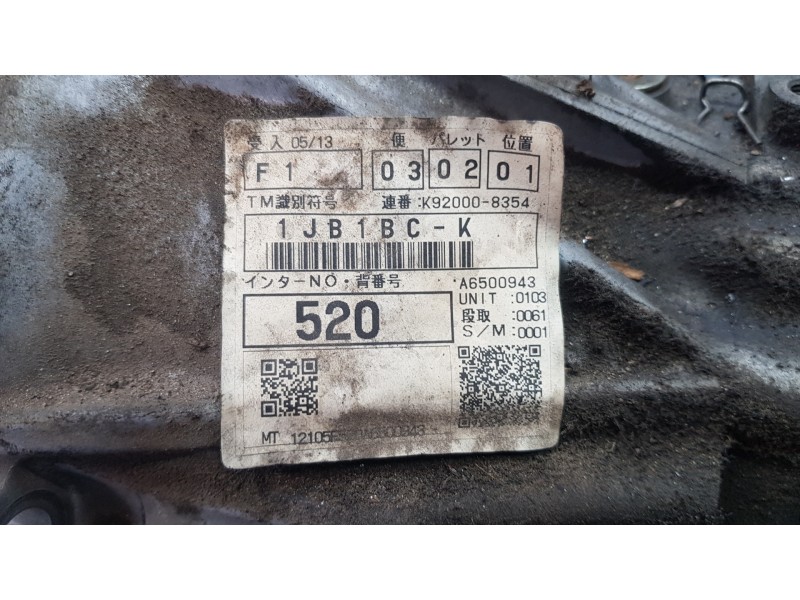 受入 05/13 便 パレット 位置
F1 03 02 01
TM識別符号 連番:K92000-8354
1JB1BC-K
インターNO・背番号 A6500943
520
UNIT :0103
段取 :0061
S/M :0001
MT